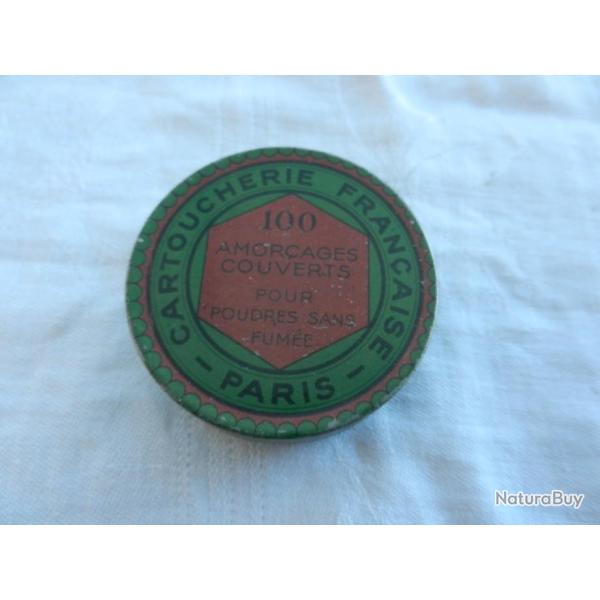 CARTOUCHERIE FRANÇAISE
100
AMORÇAGES
COUVERTS
POUR
POUDRES SANS
FUMÉE
– PARIS –
NaturaBuy